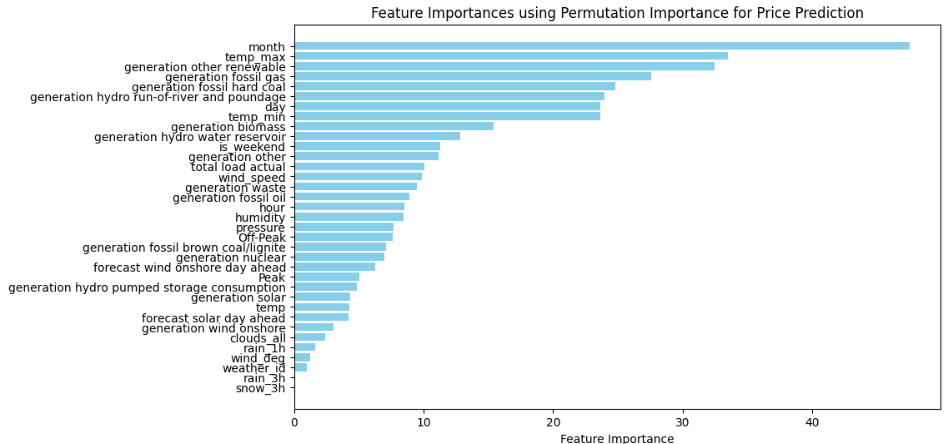 Feature Importances using Permutation Importance for Price Prediction
month
temp_max
generation other renewable
generation fossil gas
generation fossil hard coal
generation hydro run-of-river and poundage
day
temp_min
generation biomass
generation hydro water reservoir
is_weekend
generation other
total load actual
wind_speed
generation waste
generation fossil oil
hour
humidity
pressure
Off-Peak
generation fossil brown coal/lignite
generation nuclear
forecast wind onshore day ahead
Peak
generation hydro pumped storage consumption
generation solar
temp
forecast solar day ahead
generation wind onshore
clouds_all
rain_1h
wind_deg
weather_id
rain_3h
snow_3h
0 10 20 30 40
Feature Importance